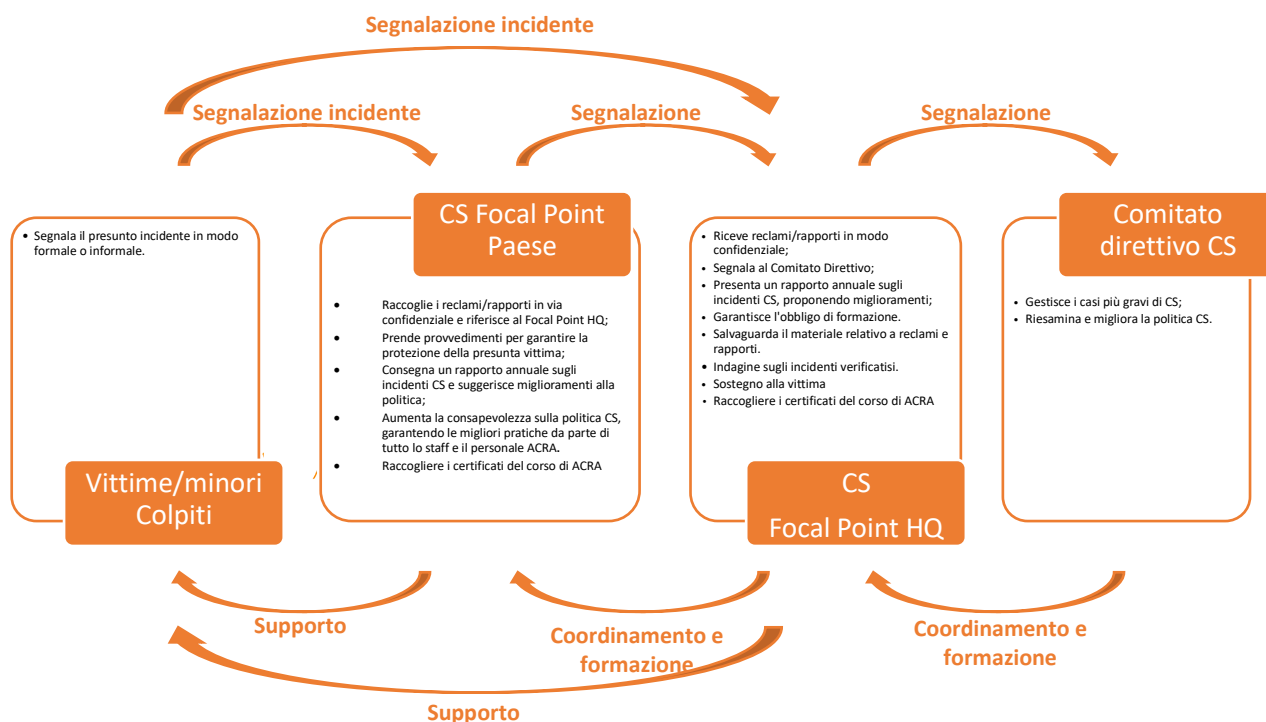 Segnalazione incidente
Segnalazione incidente
Segnalazione
Segnalazione
• Segnala il presunto incidente in modo
formale o informale.
Vittime/minori
Colpiti
CS Focal Point
Paese
• Raccoglie i reclami/rapporti in via
confidenziale e riferisce al Focal Point HQ;
• Prende provvedimenti per garantire la
protezione della presunta vittima;
• Consegna un rapporto annuale sugli
incidenti CS e suggerisce miglioramenti alla
politica;
• Aumenta la consapevolezza sulla politica CS,
garantendo le migliori pratiche da parte di
tutto lo staff e il personale ACRA.
• Raccogliere i certificati del corso di ACRA
• Riceve reclami/rapporti in modo
confidenziale;
• Segnala al Comitato Direttivo;
• Presenta un rapporto annuale sugli
incidenti CS, proponendo miglioramenti;
• Garantisce l'obbligo di formazione.
• Salvaguarda il materiale relativo a reclami e
rapporti.
• Indagine sugli incidenti verificatisi.
• Sostegno alla vittima
• Raccogliere i certificati del corso di ACRA
CS
Focal Point HQ
Comitato
direttivo CS
• Gestisce i casi più gravi di CS;
• Riesamina e migliora la politica CS.
Supporto
Coordinamento e
formazione
Coordinamento e
formazione
Supporto